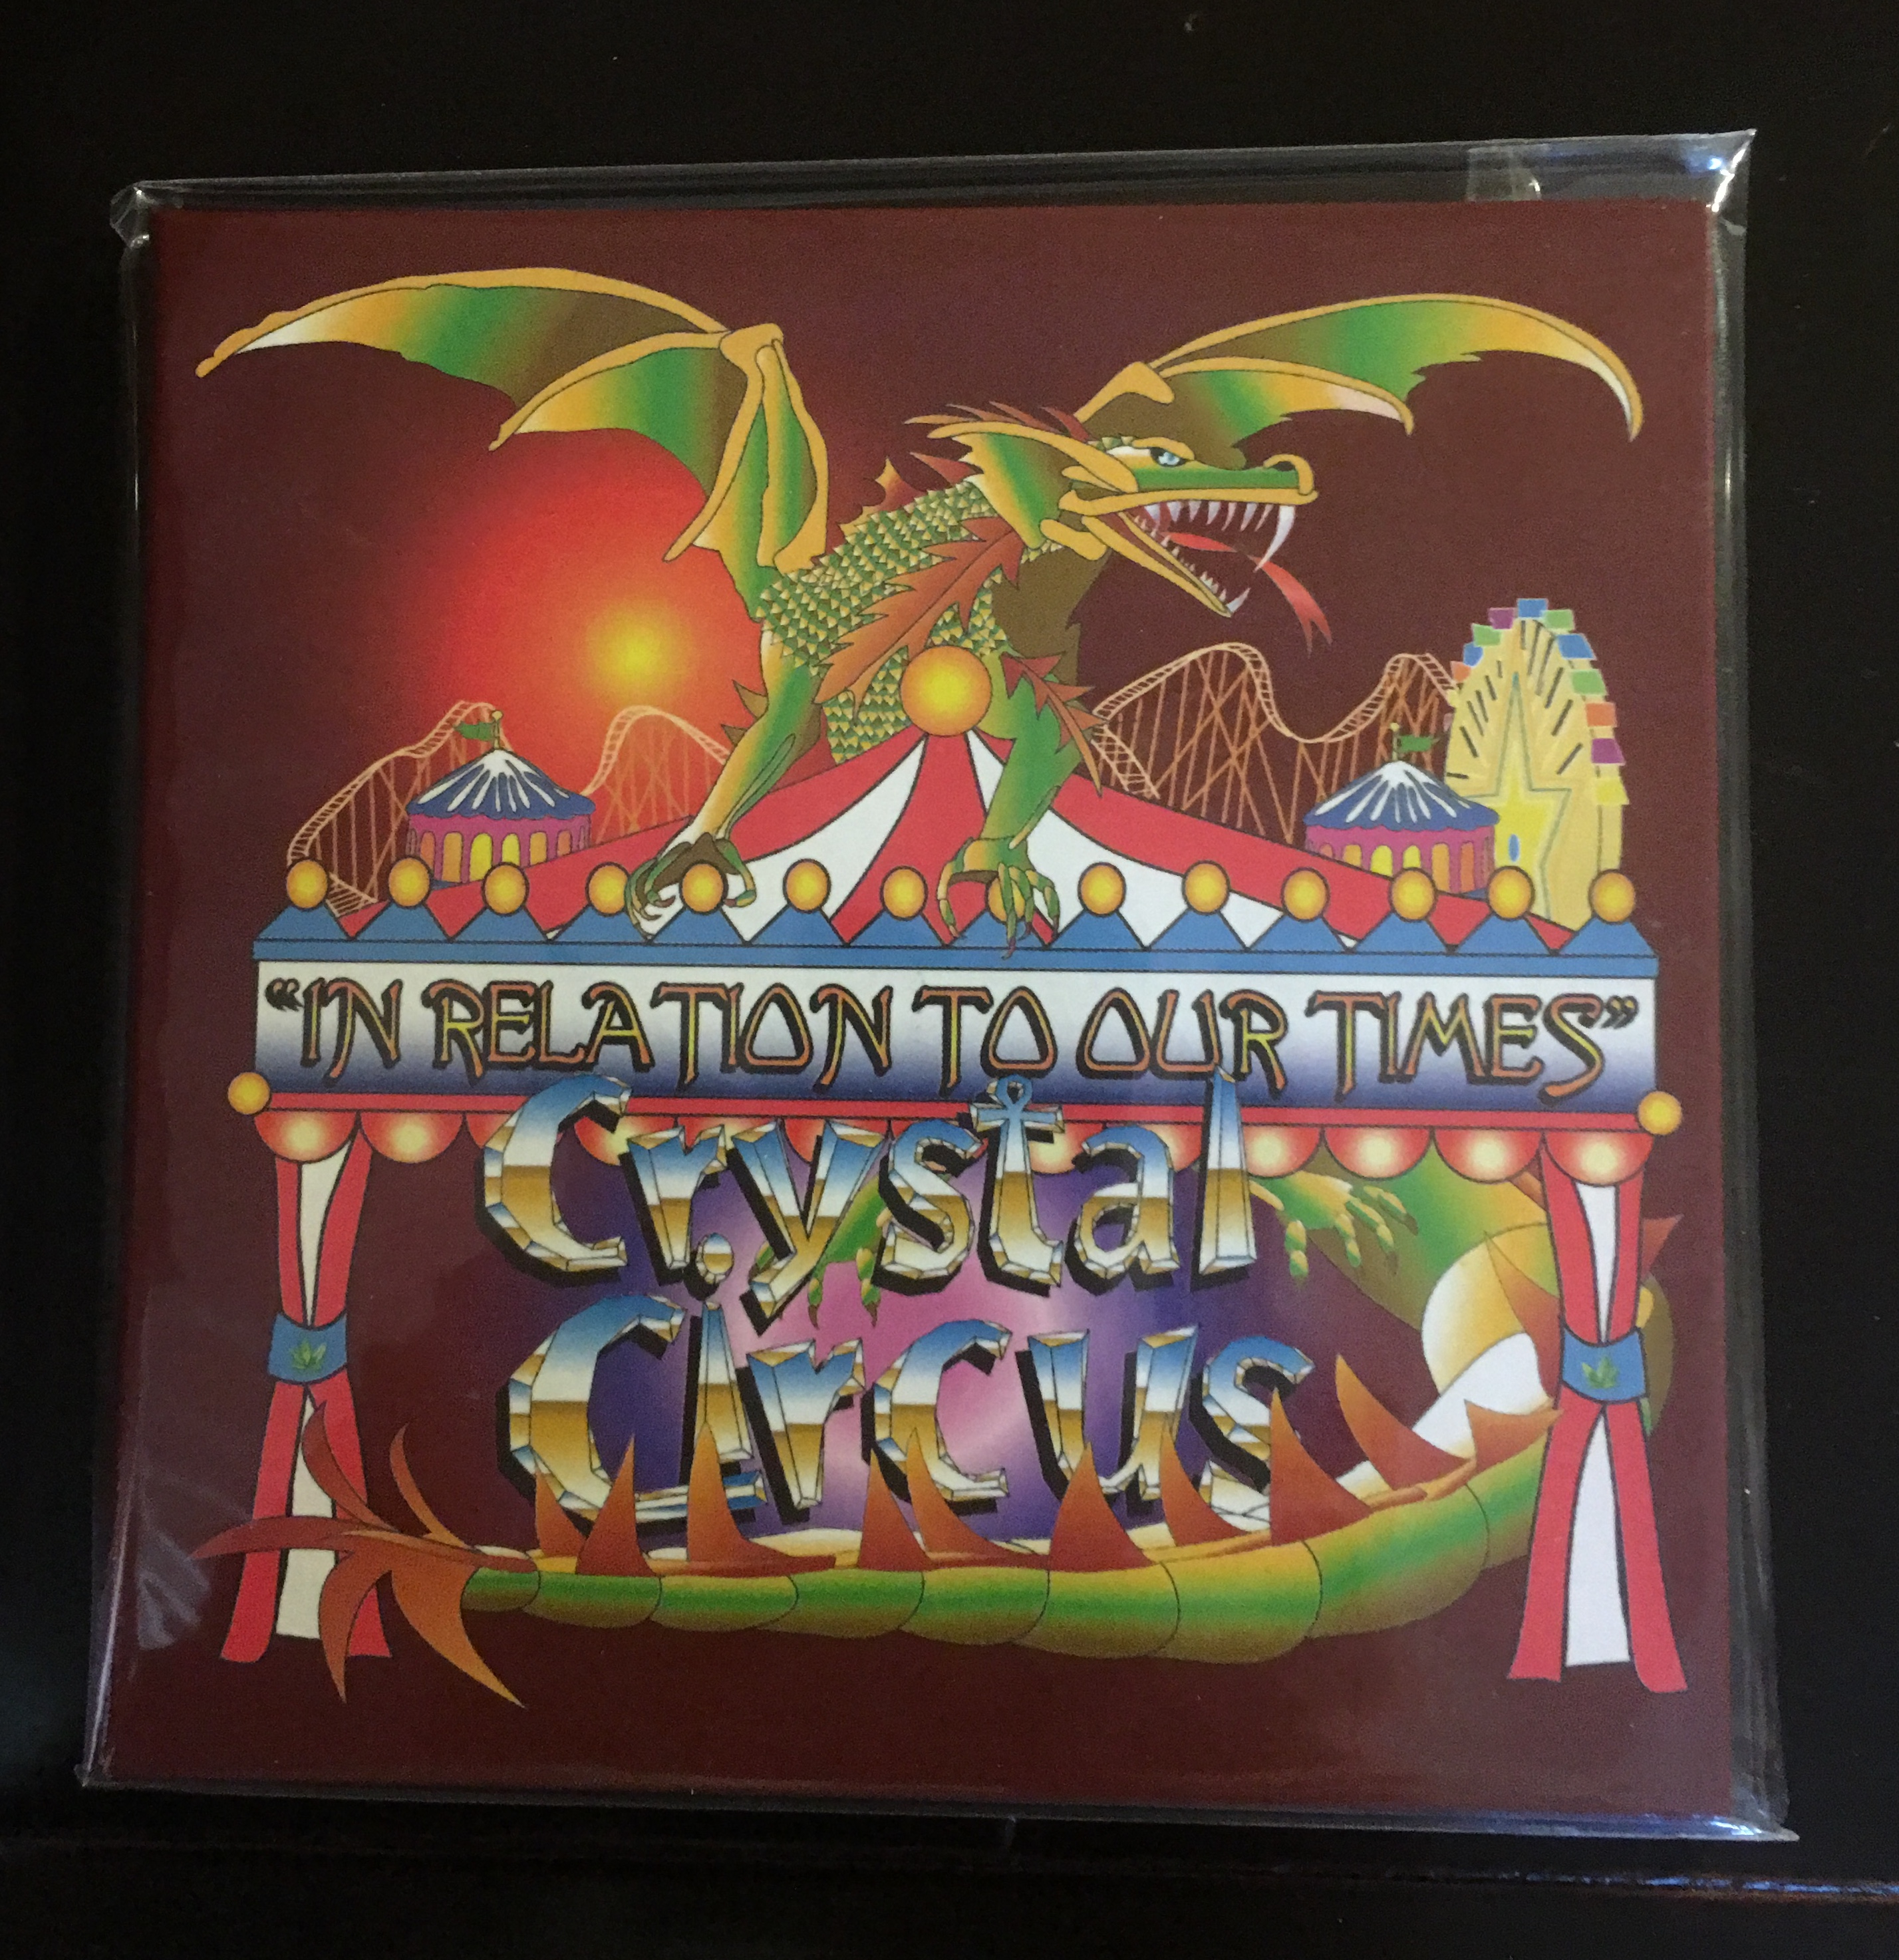 “IN RELATION TO OUR TIMES”
Crystal
Circus